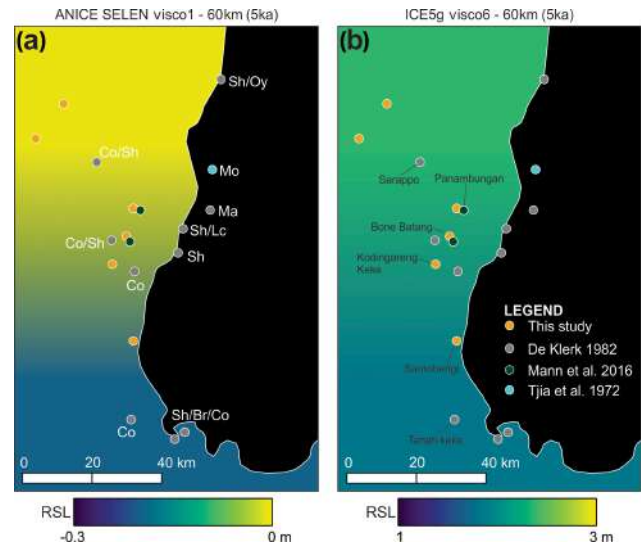 ANICE SELEN visco1 - 60km (5ka)
ICE5g visco6 - 60km (5ka)
(a)
Sh/Oy
Co/Sh
Mo
Ma
Sh/Lc
Co/Sh
Sh
Co
Sh/Br/Co
Co
0 20 40 km
RSL
-0.3 0 m
(b)
Sarappo
Panambungan
Bone Batang
Kodingareng
Keke
Sanrobengi
Tanah keke
LEGEND
This study
De Klerk 1982
Mann et al. 2016
Tjia et al. 1972
0 20 40 km
RSL
1 3 m